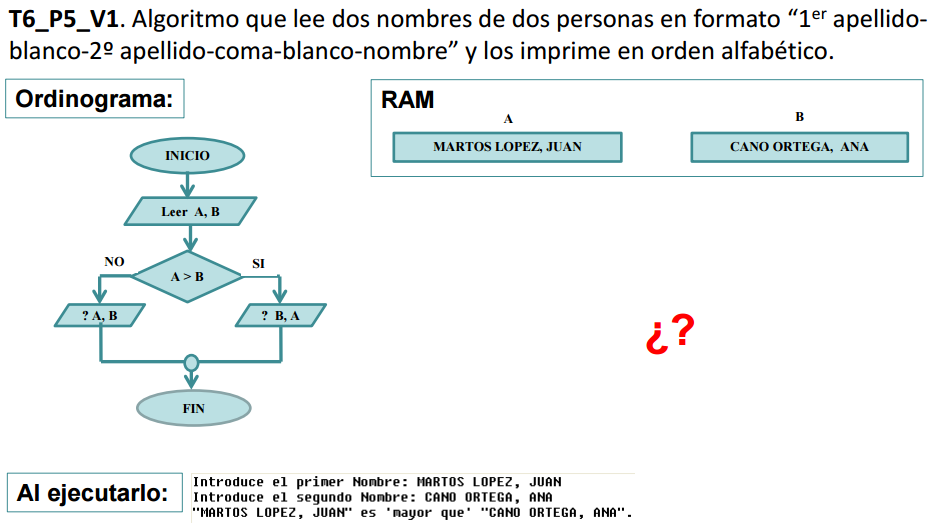 T6_P5_V1. Algoritmo que lee dos nombres de dos personas en formato “1er apellido-
blanco-2º apellido-coma-blanco-nombre” y los imprime en orden alfabético.
Ordinograma:
RAM
A
B
MARTOS LOPEZ, JUAN
CANO ORTEGA, ANA
INICIO
Leer A, B
NO
SI
A > B
? A, B
? B, A
¿?
FIN
Al ejecutarlo:
Introduce el primer Nombre: MARTOS LOPEZ, JUAN
Introduce el segundo Nombre: CANO ORTEGA, ANA
"MARTOS LOPEZ, JUAN" es 'mayor que' "CANO ORTEGA, ANA".